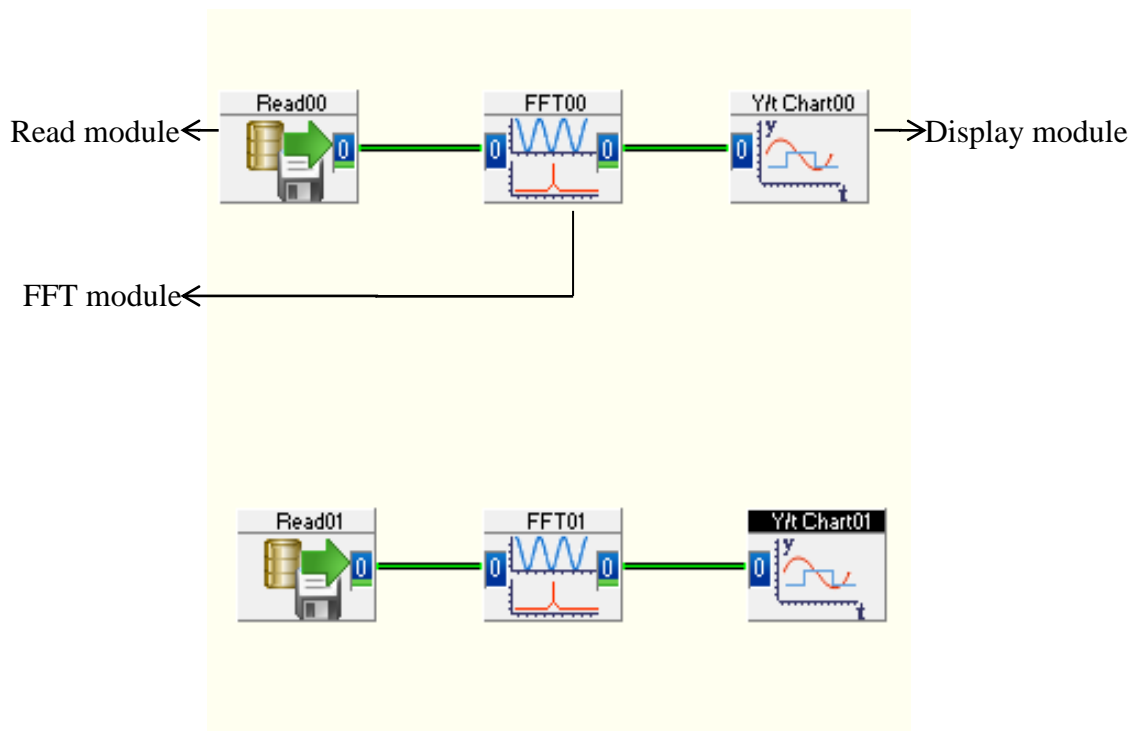 Read00
FFT00
Y/t Chart00
Read module
0
0
0
0
y
t
Display module
FFT module
Read01
FFT01
Y/t Chart01
0
0
0
0
y
t